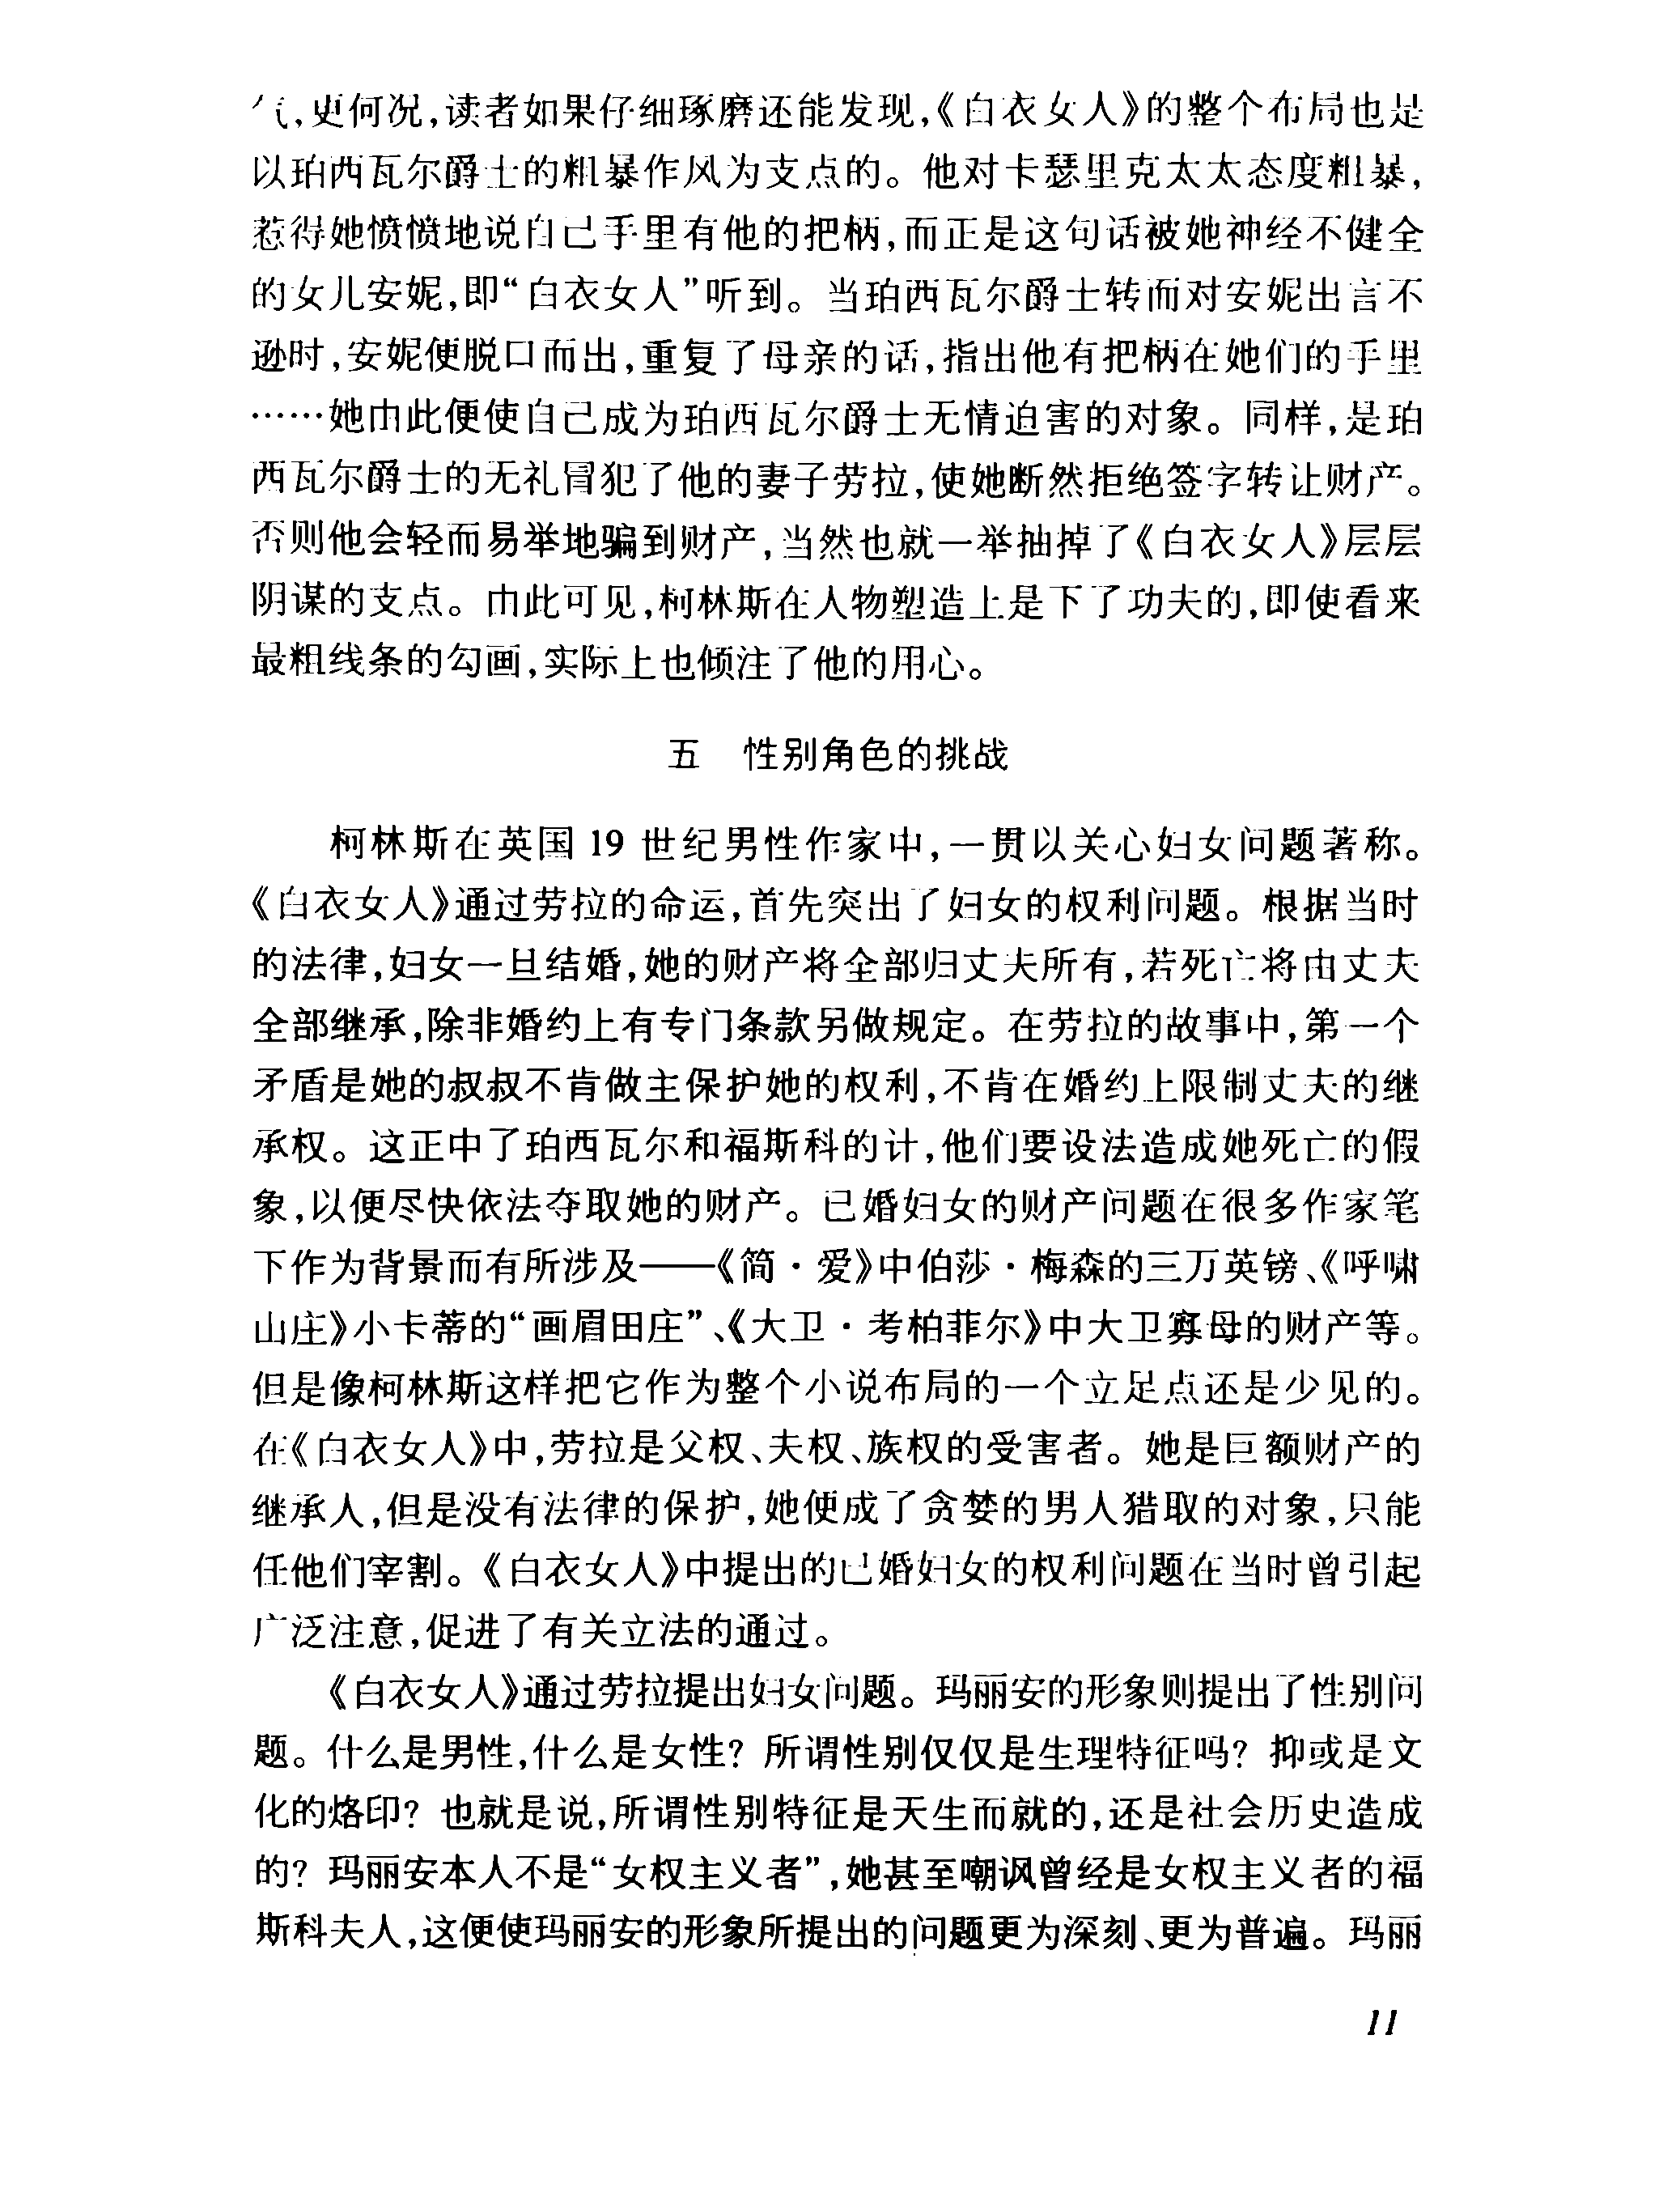 气,更何况,读者如果仔细琢磨还能发现,《白衣女人》的整个布局也是
以珀西瓦尔爵士的粗暴作风为支点的。他对卡瑟里克太太态度粗暴,
惹得她愤愤地说自己手里有他的把柄,而正是这句话被她神经不健全
的女儿安妮,即“白衣女人”听到。当珀西瓦尔爵士转而对安妮出言不
逊时,安妮便脱口而出,重复了母亲的话,指出他有把柄在她们的手里
……她由此便使自己成为珀西瓦尔爵士无情迫害的对象。同样,是珀
西瓦尔爵士的无礼冒犯了他的妻子劳拉,使她断然拒绝签字转让财产。
否则他会轻而易举地骗到财产,当然也就一举抽掉了《白衣女人》层层
阴谋的支点。由此可见,柯林斯在人物塑造上是下了功夫的,即使看来
最粗线条的勾画,实际上也倾注了他的用心。
五 性别角色的挑战
柯林斯在英国 19 世纪男性作家中,一贯以关心妇女问题著称。
《白衣女人》通过劳拉的命运,首先突出了妇女的权利问题。根据当时
的法律,妇女一旦结婚,她的财产将全部归丈夫所有,若死亡将由丈夫
全部继承,除非婚约上有专门条款另做规定。在劳拉的故事中,第一个
矛盾是她的叔叔不肯做主保护她的权利,不肯在婚约上限制丈夫的继
承权。这正中了珀西瓦尔和福斯科的计,他们要设法造成她死亡的假
象,以便尽快依法夺取她的财产。已婚妇女的财产问题在很多作家笔
下作为背景而有所涉及——《简·爱》中伯莎·梅森的三万英镑、《呼啸
山庄》小卡蒂的“画眉田庄”、《大卫·考柏菲尔》中大卫寡母的财产等。
但是像柯林斯这样把它作为整个小说布局的一个立足点还是少见的。
在《白衣女人》中,劳拉是父权、夫权、族权的受害者。她是巨额财产的
继承人,但是没有法律的保护,她便成了贪婪的男人猎取的对象,只能
任他们宰割。《白衣女人》中提出的已婚妇女的权利问题在当时曾引起
广泛注意,促进了有关立法的通过。
《白衣女人》通过劳拉提出妇女问题。玛丽安的形象则提出了性别问
题。什么是男性,什么是女性? 所谓性别仅仅是生理特征吗? 抑或是文
化的烙印? 也就是说,所谓性别特征是天生而就的,还是社会历史造成
的? 玛丽安本人不是“女权主义者”,她甚至嘲讽曾经是女权主义者的福
斯科夫人,这便使玛丽安的形象所提出的问题更为深刻、更为普遍。玛丽
11